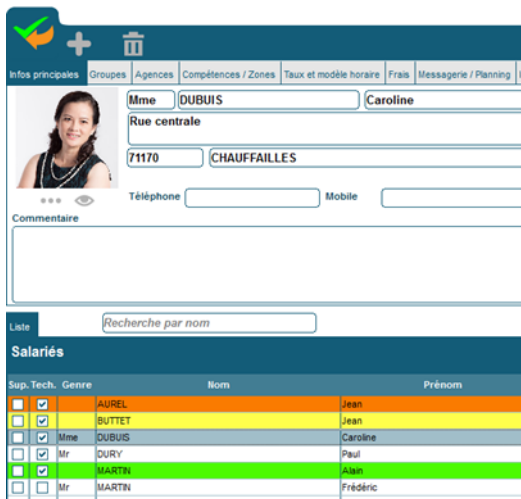 Infos principales Groupes Agences Compétences / Zones Taux et modèle horaire Frais Messagerie / Planning
Mme DUBUIS Caroline
Rue centrale
71170 CHAUFFAILLES
Téléphone Mobile
Commentaire
Liste Recherche par nom
Salariés
Sup. Tech. Genre Nom Prénom
AUREL Jean
BUTTET Jean
Mme DUBUIS Caroline
Mr DURY Paul
MARTIN Alain
Mr MARTIN Frédéric